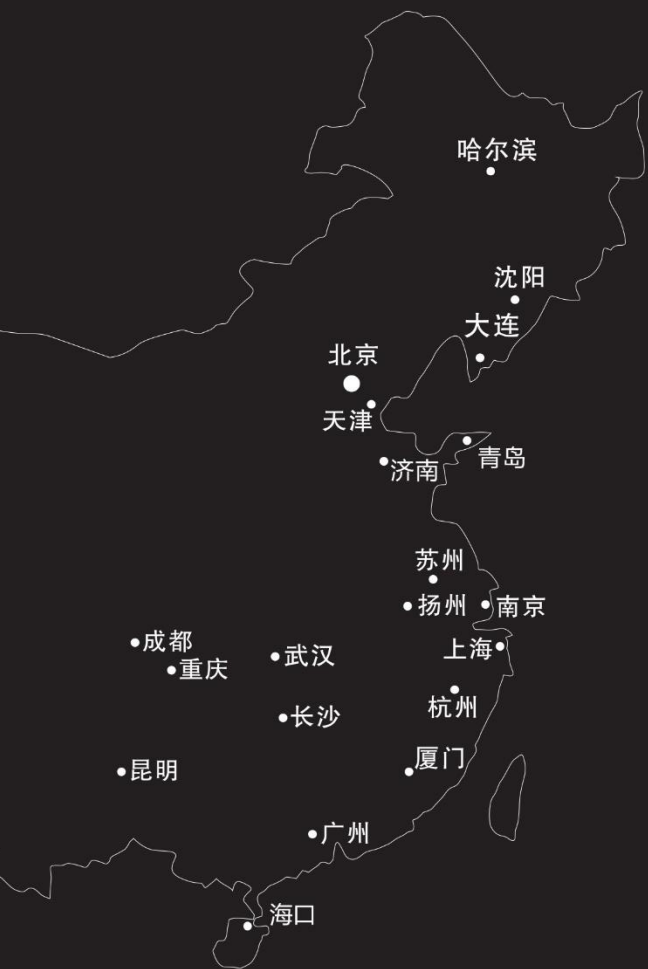 哈尔滨
沈阳
大连
北京
天津
青岛
济南
苏州
扬州
南京
成都
上海
武汉
重庆
杭州
长沙
厦门
昆明
广州
海口